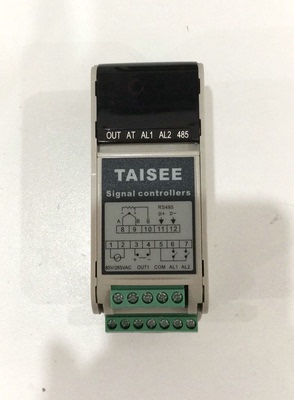 OUT AT AL1 AL2 485
TAISEE
Signal controllers
RS485
D+ D-
A B B
8 9 10 11 12
1 2 3 4 5 6 7
OUT1 COM AL1 AL2